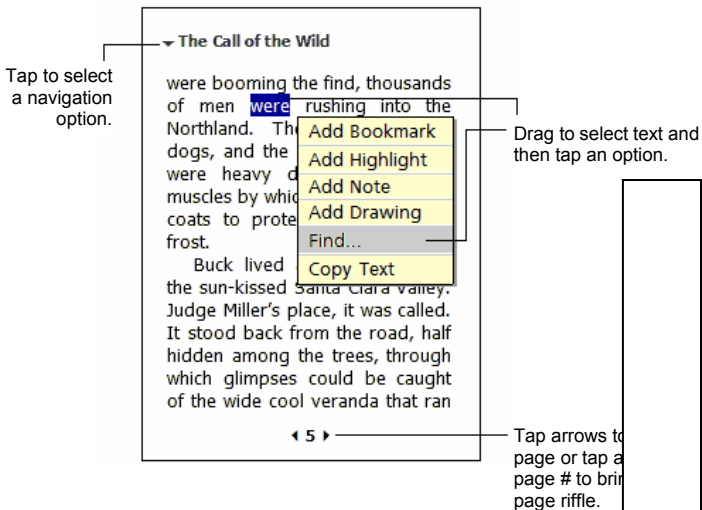 The Call of the Wild
Tap to select
a navigation
option.
were booming the find, thousands
of men were rushing into the
Northland.
dogs, and the
were heavy
muscles by
coats to
frost.
Buck lived
the sun-kissed Santa Clara Valley.
Judge Miller's place, it was called.
It stood back from the road, half
hidden among the trees, through
which glimpses could be caught
of the wide cool veranda that ran
Add Bookmark
Add Highlight
Add Note
Add Drawing
Find...
Copy Text
Drag to select text and
then tap an option.
5
Tap arrows
page or tap
page # to
page riffle.